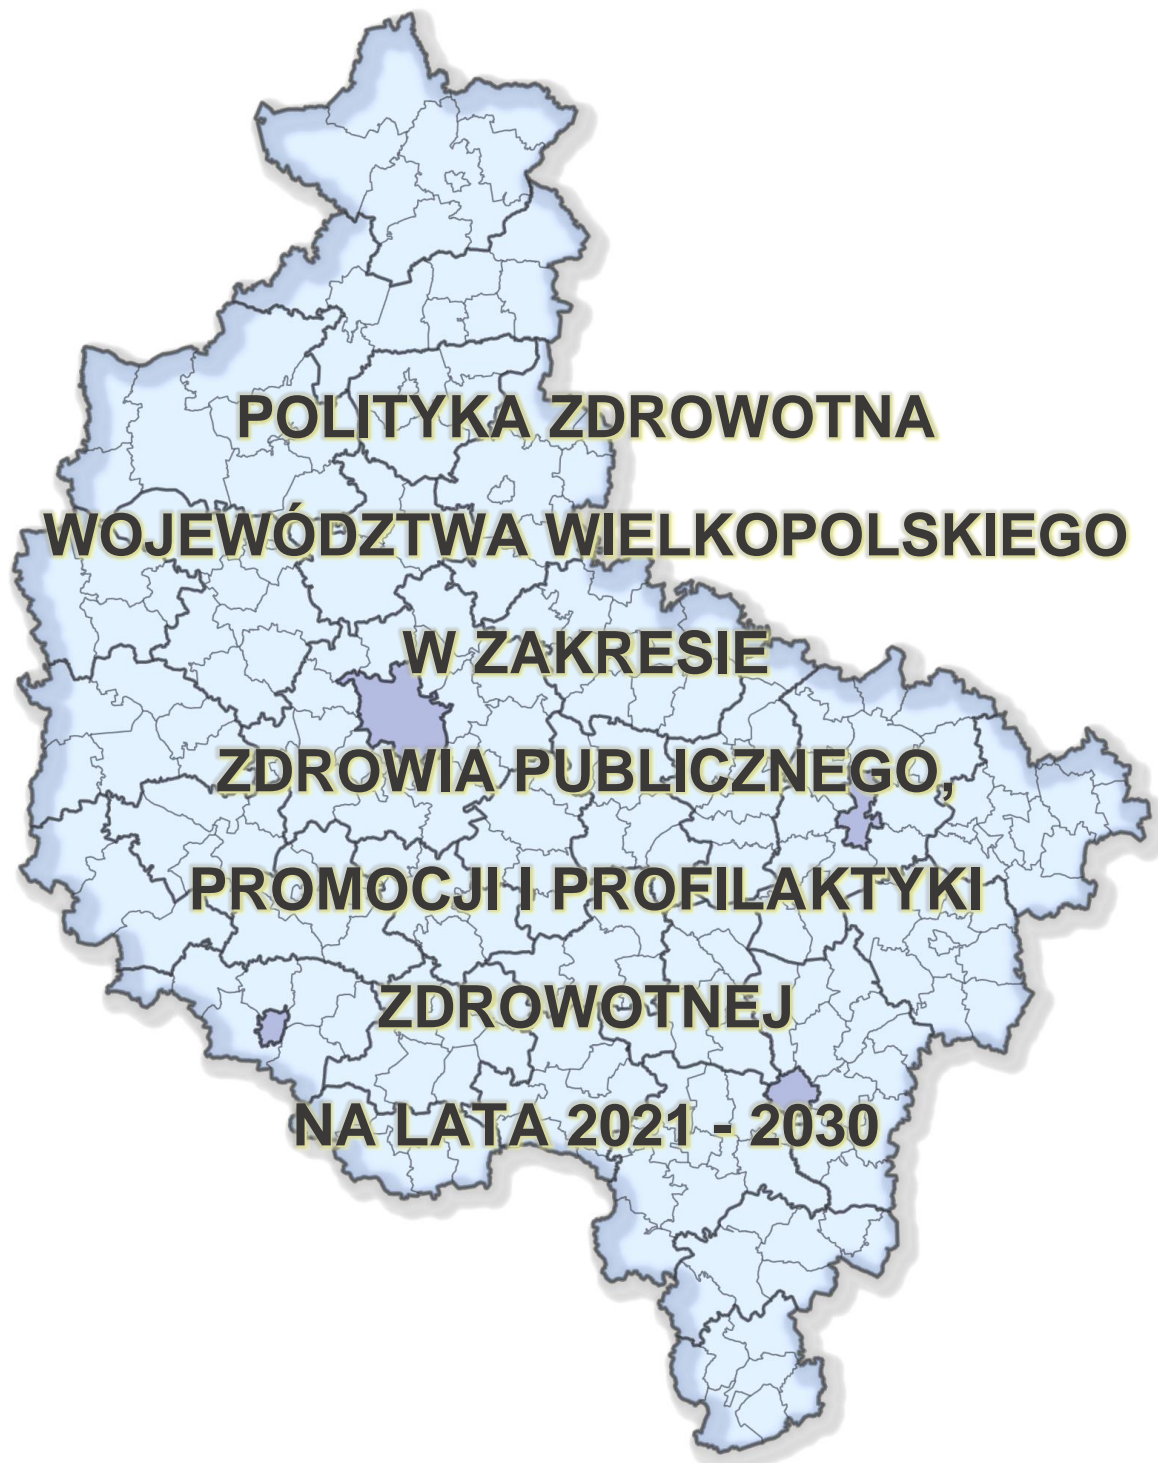 POLITYKA ZDROWOTNA
WOJEWÓDZTWA WIELKOPOLSKIEGO
W ZAKRESIE
ZDROWIA PUBLICZNEGO,
PROMOCJI I PROFILAKTYKI
ZDROWOTNEJ
NA LATA 2021 - 2030